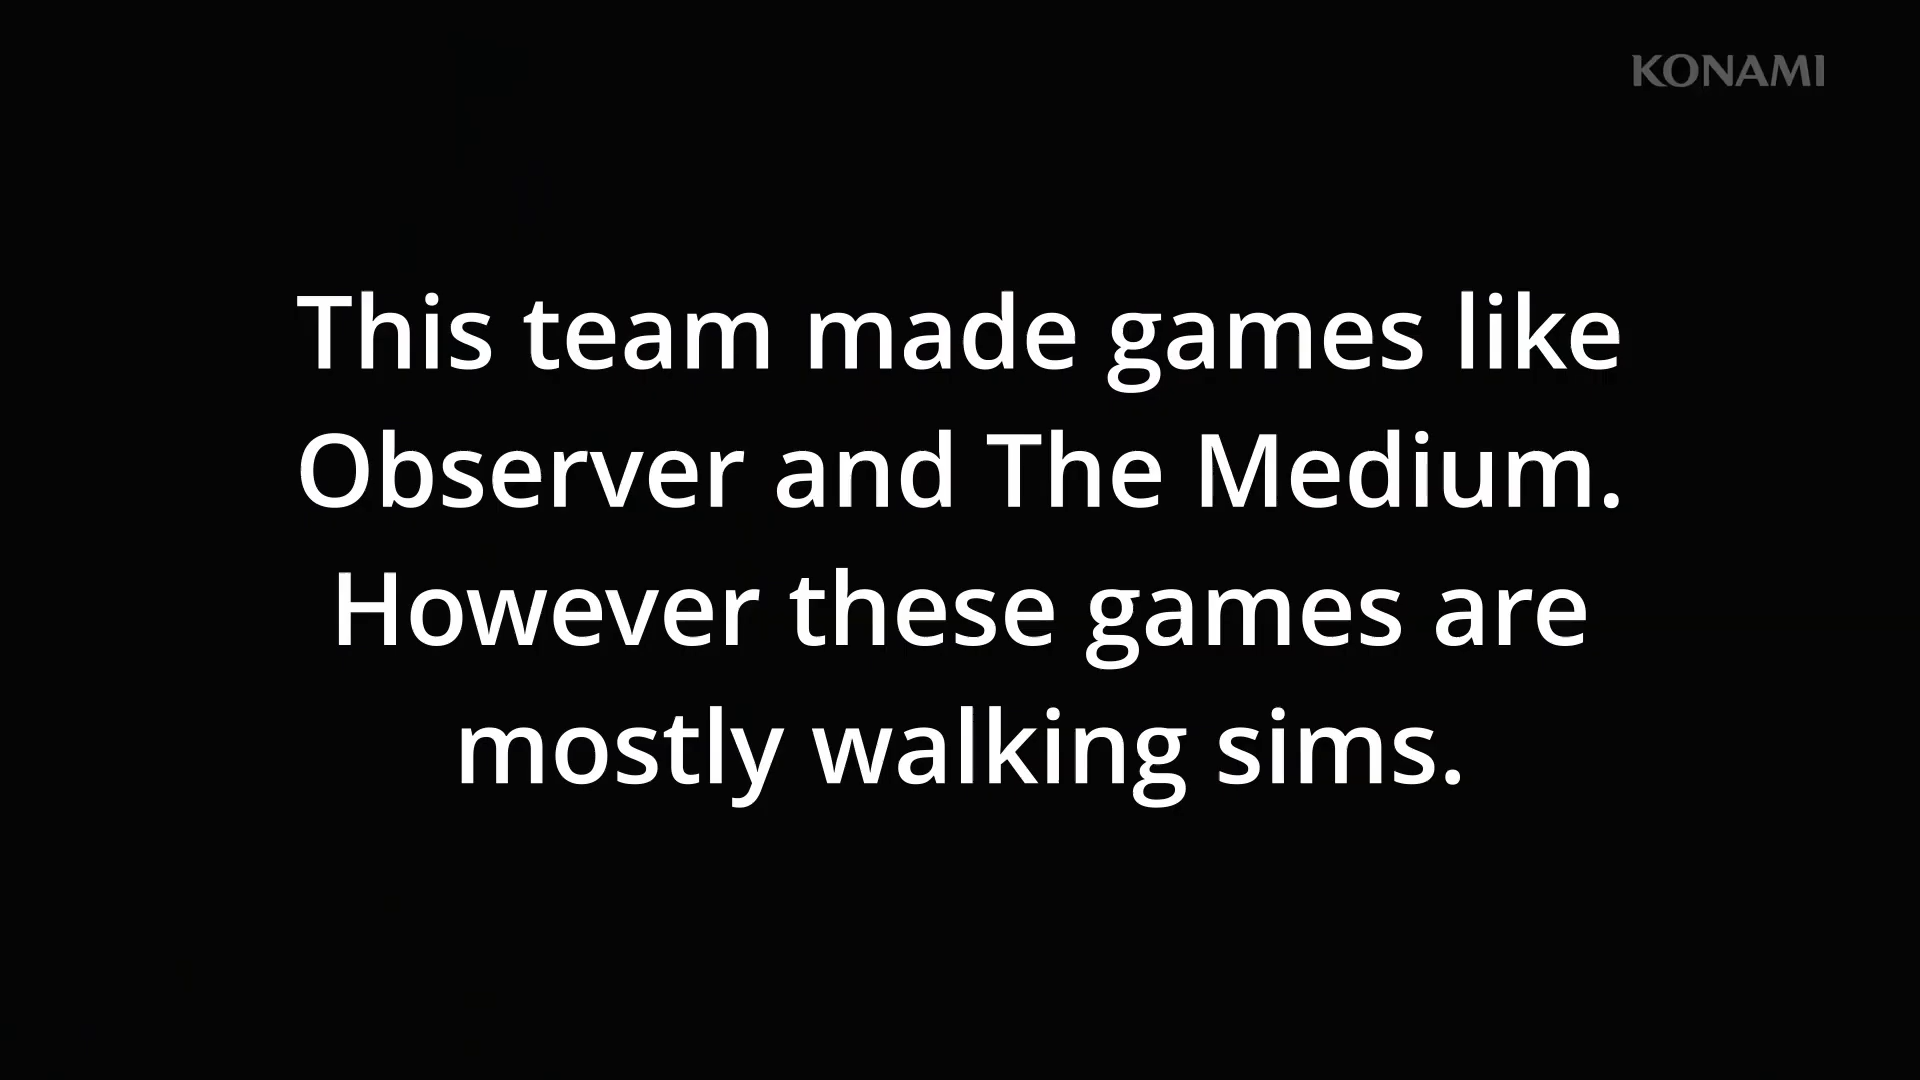 KONAMI
This team made games like
Observer and The Medium.
However these games are
mostly walking sims.